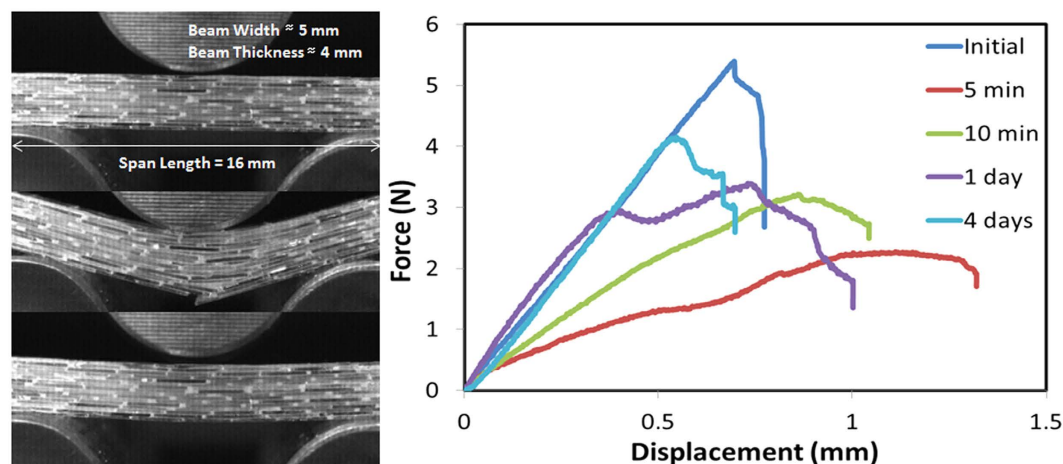 Beam Width ≈ 5 mm
Beam Thickness ≈ 4 mm
Span Length = 16 mm
6
5
4
3
2
1
0
Force (N)
0
0.5
1
1.5
Displacement (mm)
Initial
5 min
10 min
1 day
4 days